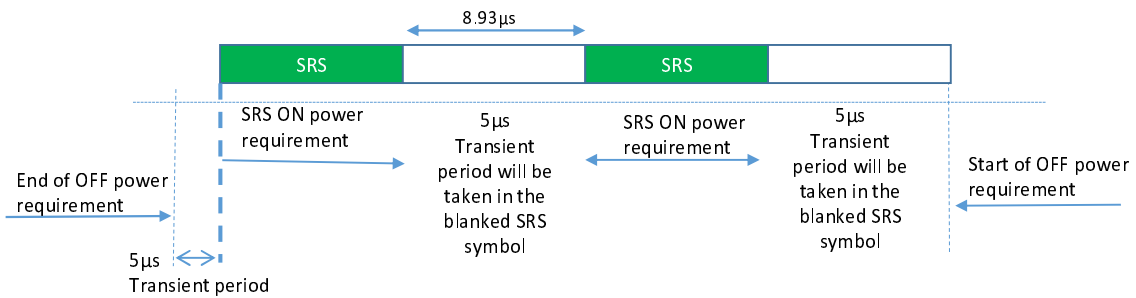 8.93µs
SRS
SRS
SRS ON power
requirement
5µs
Transient
period will be
taken in the
blanked SRS
symbol
SRS ON power
requirement
5µs
Transient
period will be
taken in the
blanked SRS
symbol
End of OFF power
requirement
Start of OFF power
requirement
5µs
Transient period